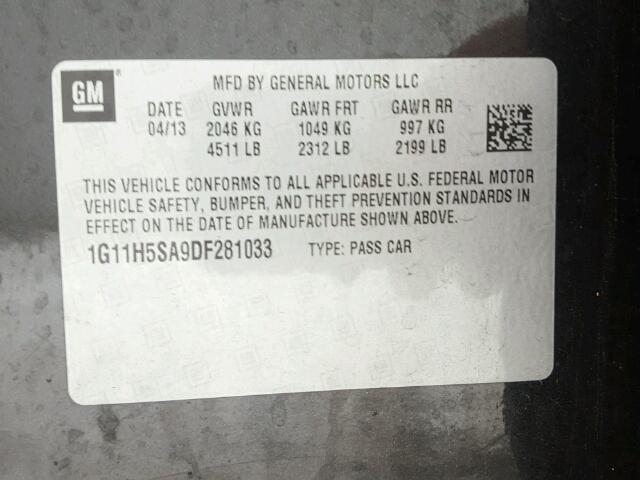 GM®
MFD BY GENERAL MOTORS LLC
DATE GVWR GAWR FRT GAWR RR
04/13 2046 KG 1049 KG 997 KG
4511 LB 2312 LB 2199 LB
THIS VEHICLE CONFORMS TO ALL APPLICABLE U.S. FEDERAL MOTOR
VEHICLE SAFETY, BUMPER, AND THEFT PREVENTION STANDARDS IN
EFFECT ON THE DATE OF MANUFACTURE SHOWN ABOVE.
1G11H5SA9DF281033 TYPE: PASS CAR